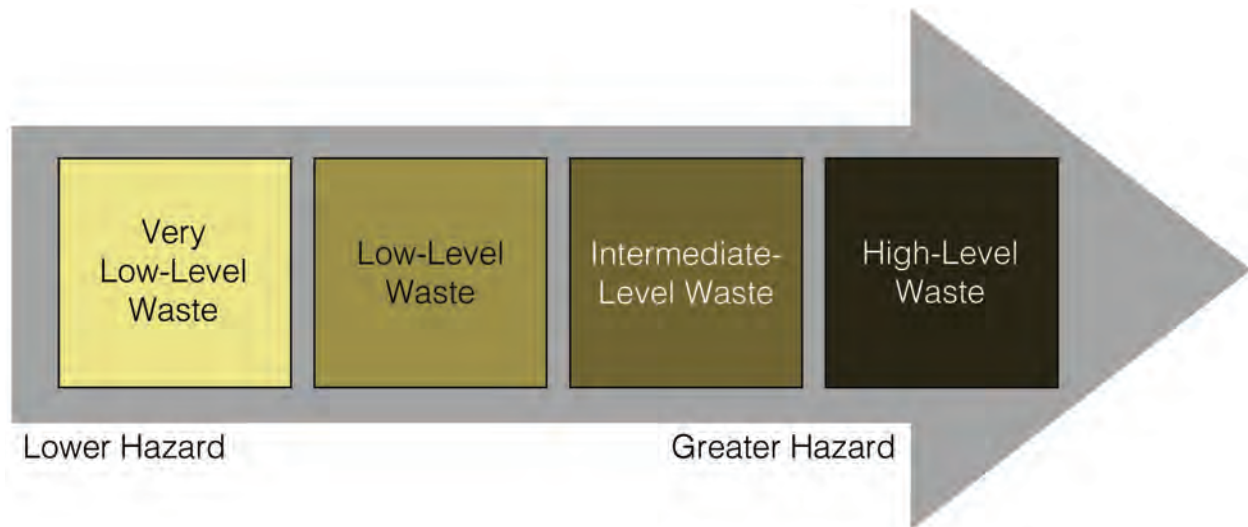 Very
Low-Level
Waste
Low-Level
Waste
Intermediate-
Level Waste
High-Level
Waste
Lower Hazard
Greater Hazard